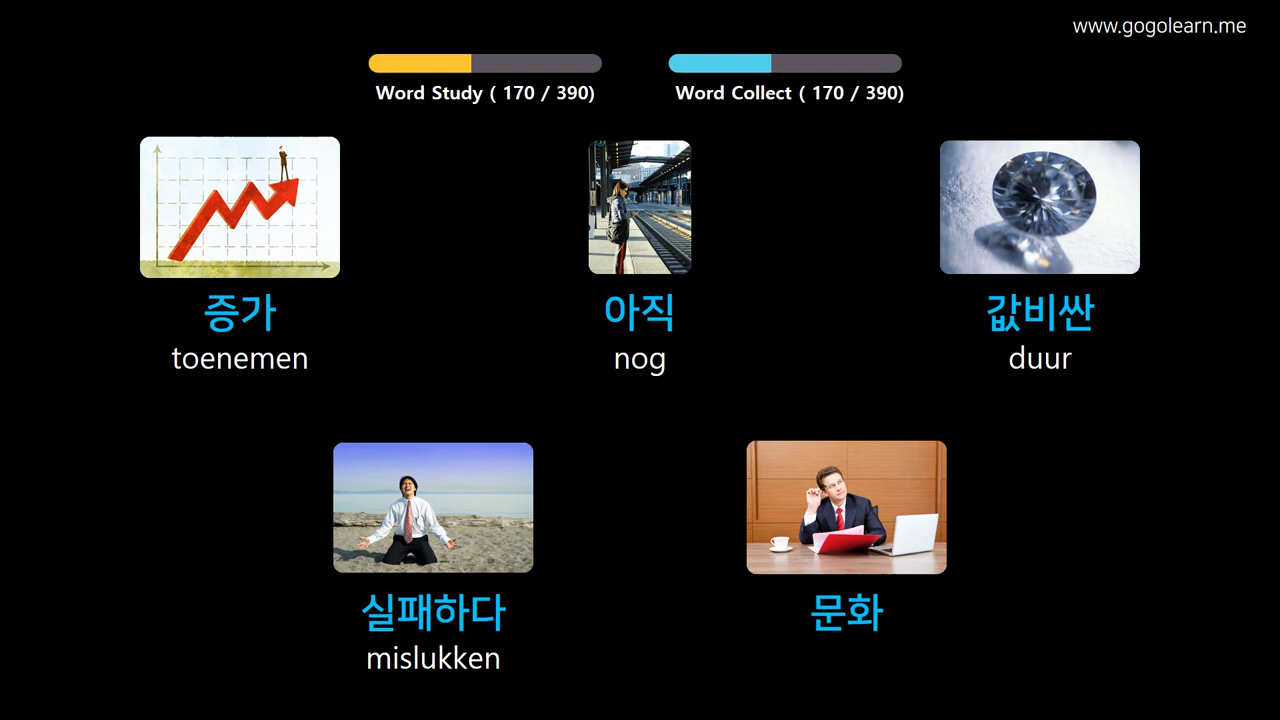 www.gogolearn.me
Word Study ( 170 / 390)
Word Collect ( 170 / 390)
증가
toenemen
아직
nog
값비싼
duur
실패하다
mislukken
문화